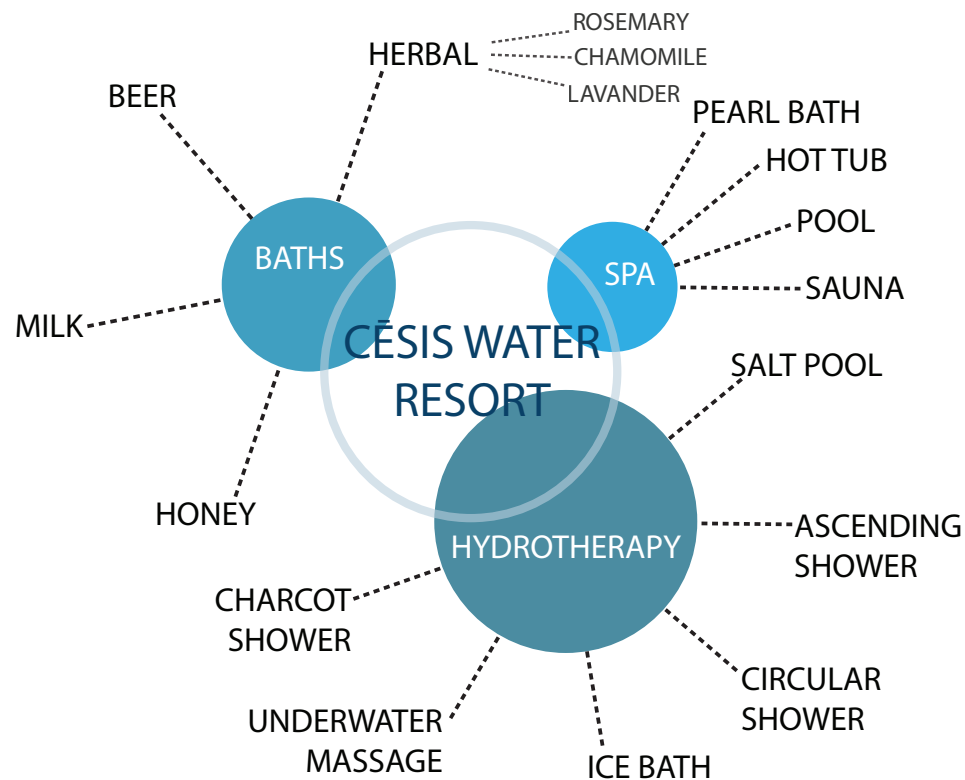 ROSEMARY
HERBAL
CHAMOMILE
LAVANDER
BEER
PEARL BATH
HOT TUB
POOL
BATHS
SPA
SAUNA
MILK
CĒSIS WATER
RESORT
SALT POOL
HONEY
HYDROTHERAPY
ASCENDING
SHOWER
CHARCOT
SHOWER
CIRCULAR
SHOWER
UNDERWATER
MASSAGE
ICE BATH